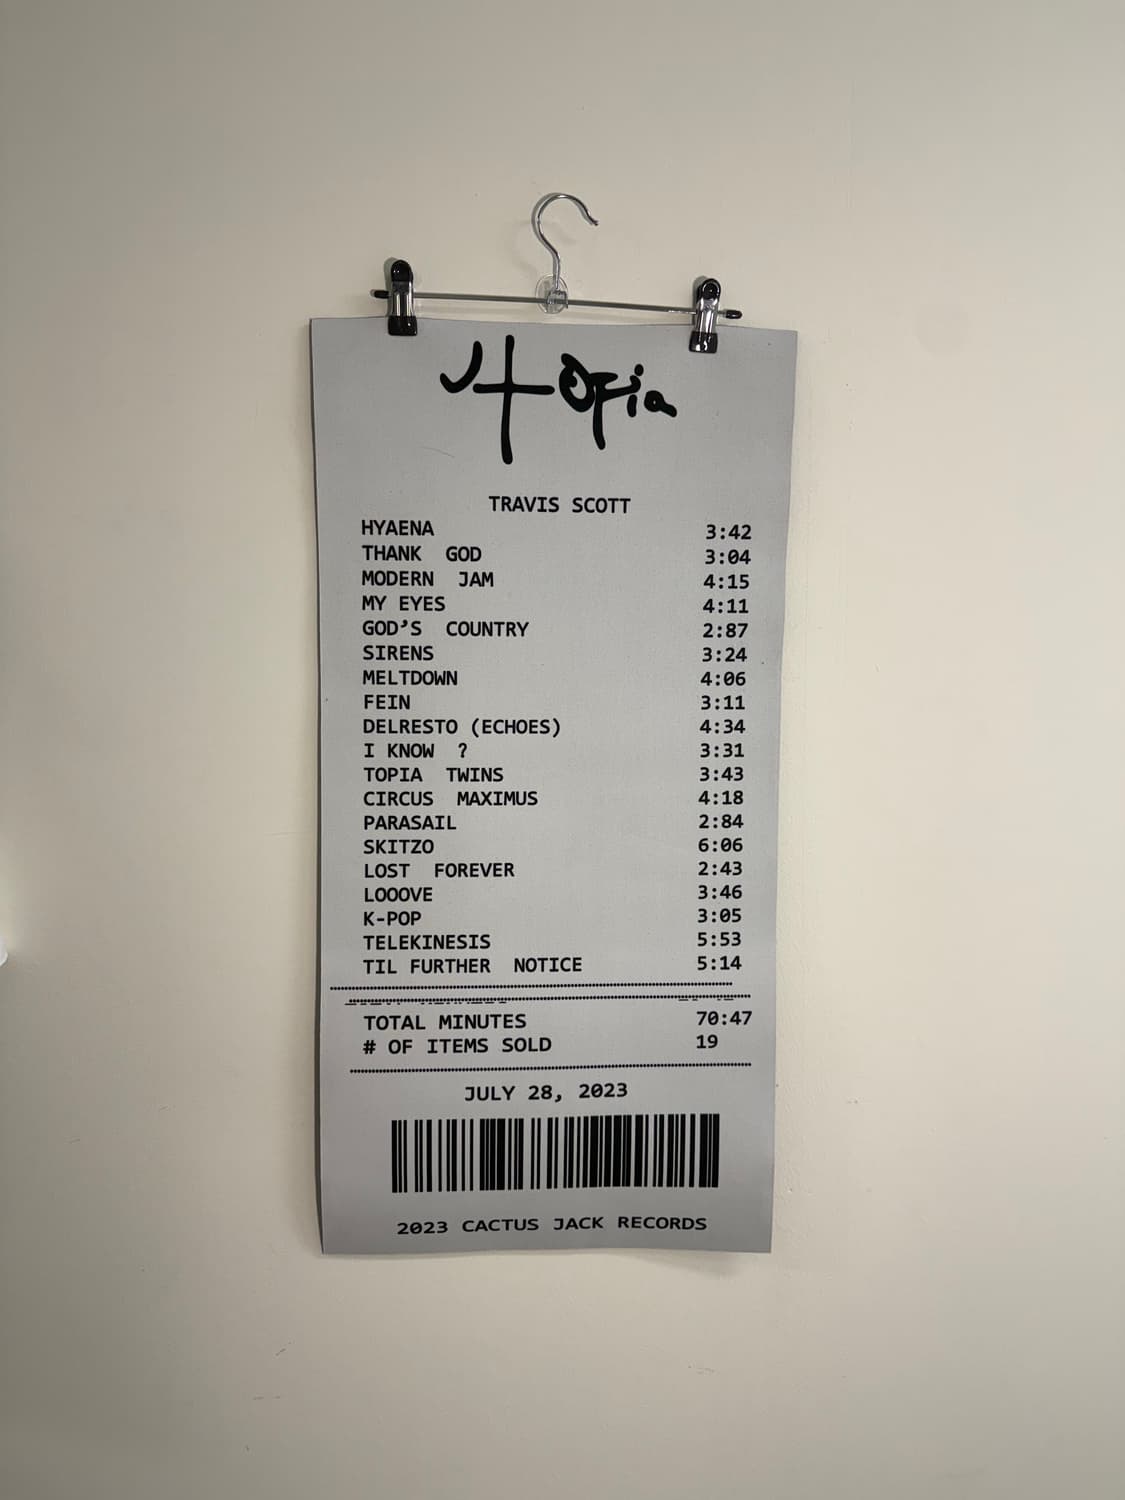 Utopia
TRAVIS SCOTT
HYAENA 3:42
THANK GOD 3:04
MODERN JAM 4:15
MY EYES 4:11
GOD’S COUNTRY 2:87
SIRENS 3:24
MELTDOWN 4:06
FEIN 3:11
DELRESTO (ECHOES) 4:34
I KNOW ? 3:31
TOPIA TWINS 3:43
CIRCUS MAXIMUS 4:18
PARASAIL 2:84
SKITZO 6:06
LOST FOREVER 2:43
LOOOVE 3:46
K-POP 3:05
TELEKINESIS 5:53
TIL FURTHER NOTICE 5:14
TOTAL MINUTES 70:47
# OF ITEMS SOLD 19
JULY 28, 2023
2023 CACTUS JACK RECORDS